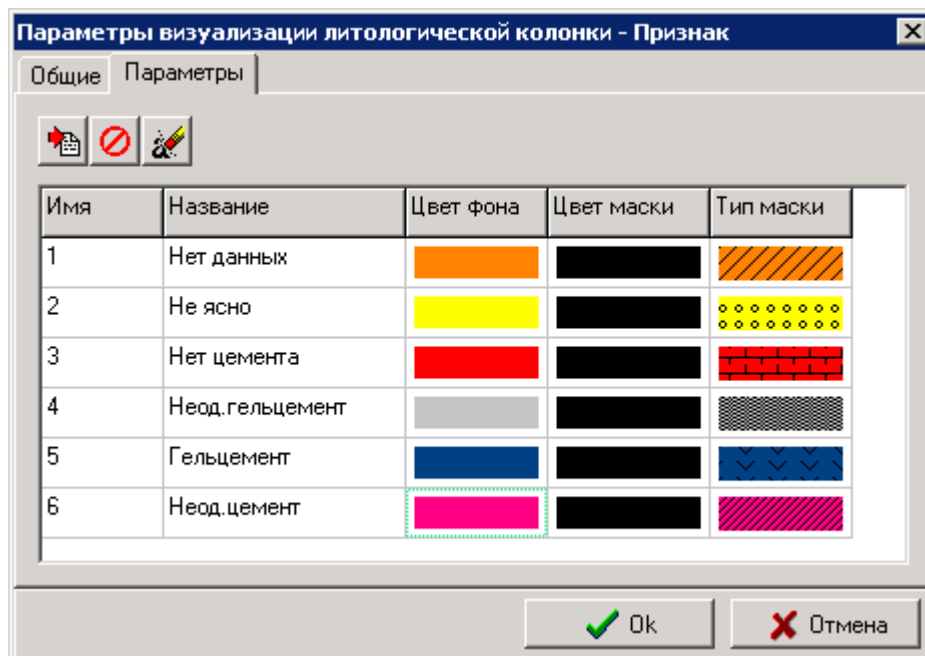 Параметры визуализации литологической колонки - Признак
Общие Параметры
Имя Название Цвет фона Цвет маски Тип маски
1 Нет данных
2 Не ясно
3 Нет цемента
4 Неод.гельцемент
5 Гельцемент
6 Неод.цемент
Ok Отмена